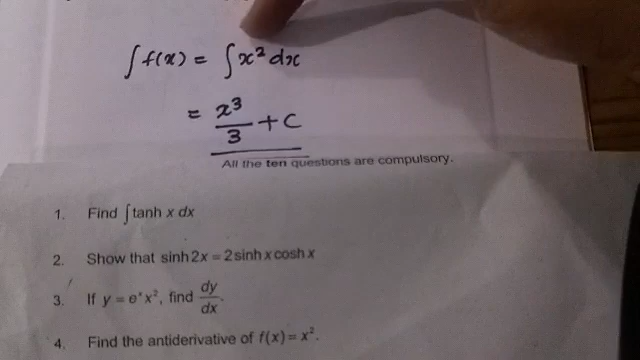 ∫ f(x) = ∫ x² dx
= x³/3 + C
All the ten questions are compulsory.
1. Find ∫ tanh x dx
2. Show that sinh 2x = 2 sinh x cosh x
3. If y = eˣx², find dy/dx.
4. Find the antiderivative of f(x) = x².